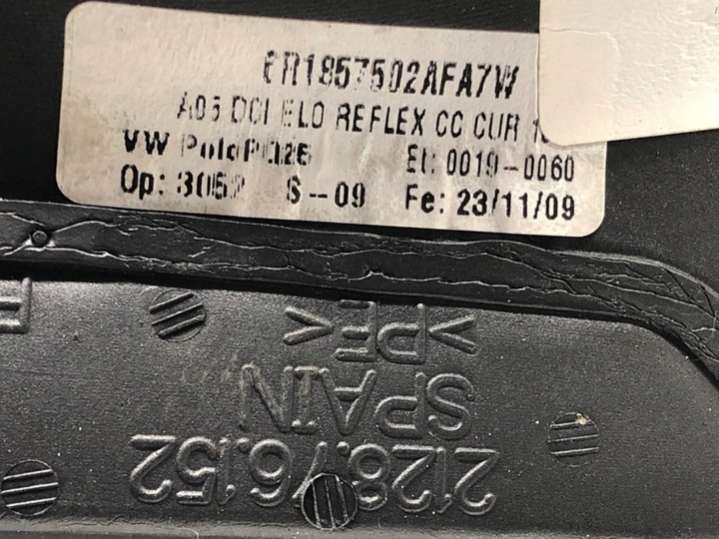 6R1857502AFA7W
A05 DCI ELO REFLEX CC CUR
VW PoloPQ26 Et: 0019-0060
Op: 3052 S-09 Fe: 23/11/09
>PE<
SPAIN
2128.76.152